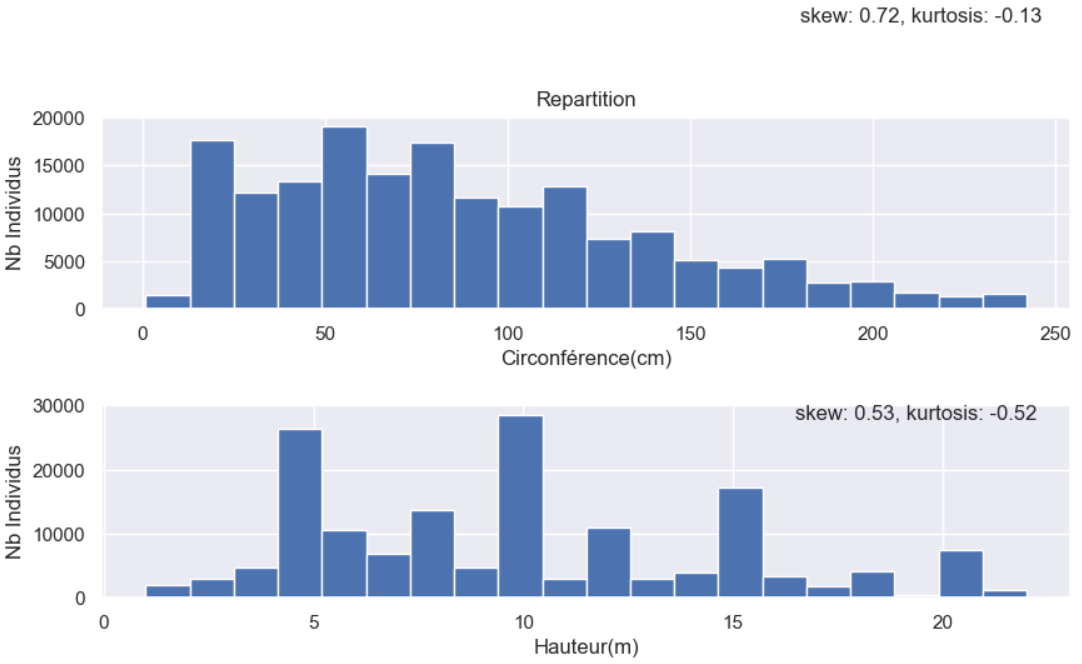 skew: 0.72, kurtosis: -0.13
Repartition
20000
15000
10000
5000
0
Nb Individus
0 50 100 150 200 250
Circonférence(cm)
skew: 0.53, kurtosis: -0.52
30000
20000
10000
0
Nb Individus
0 5 10 15 20
Hauteur(m)